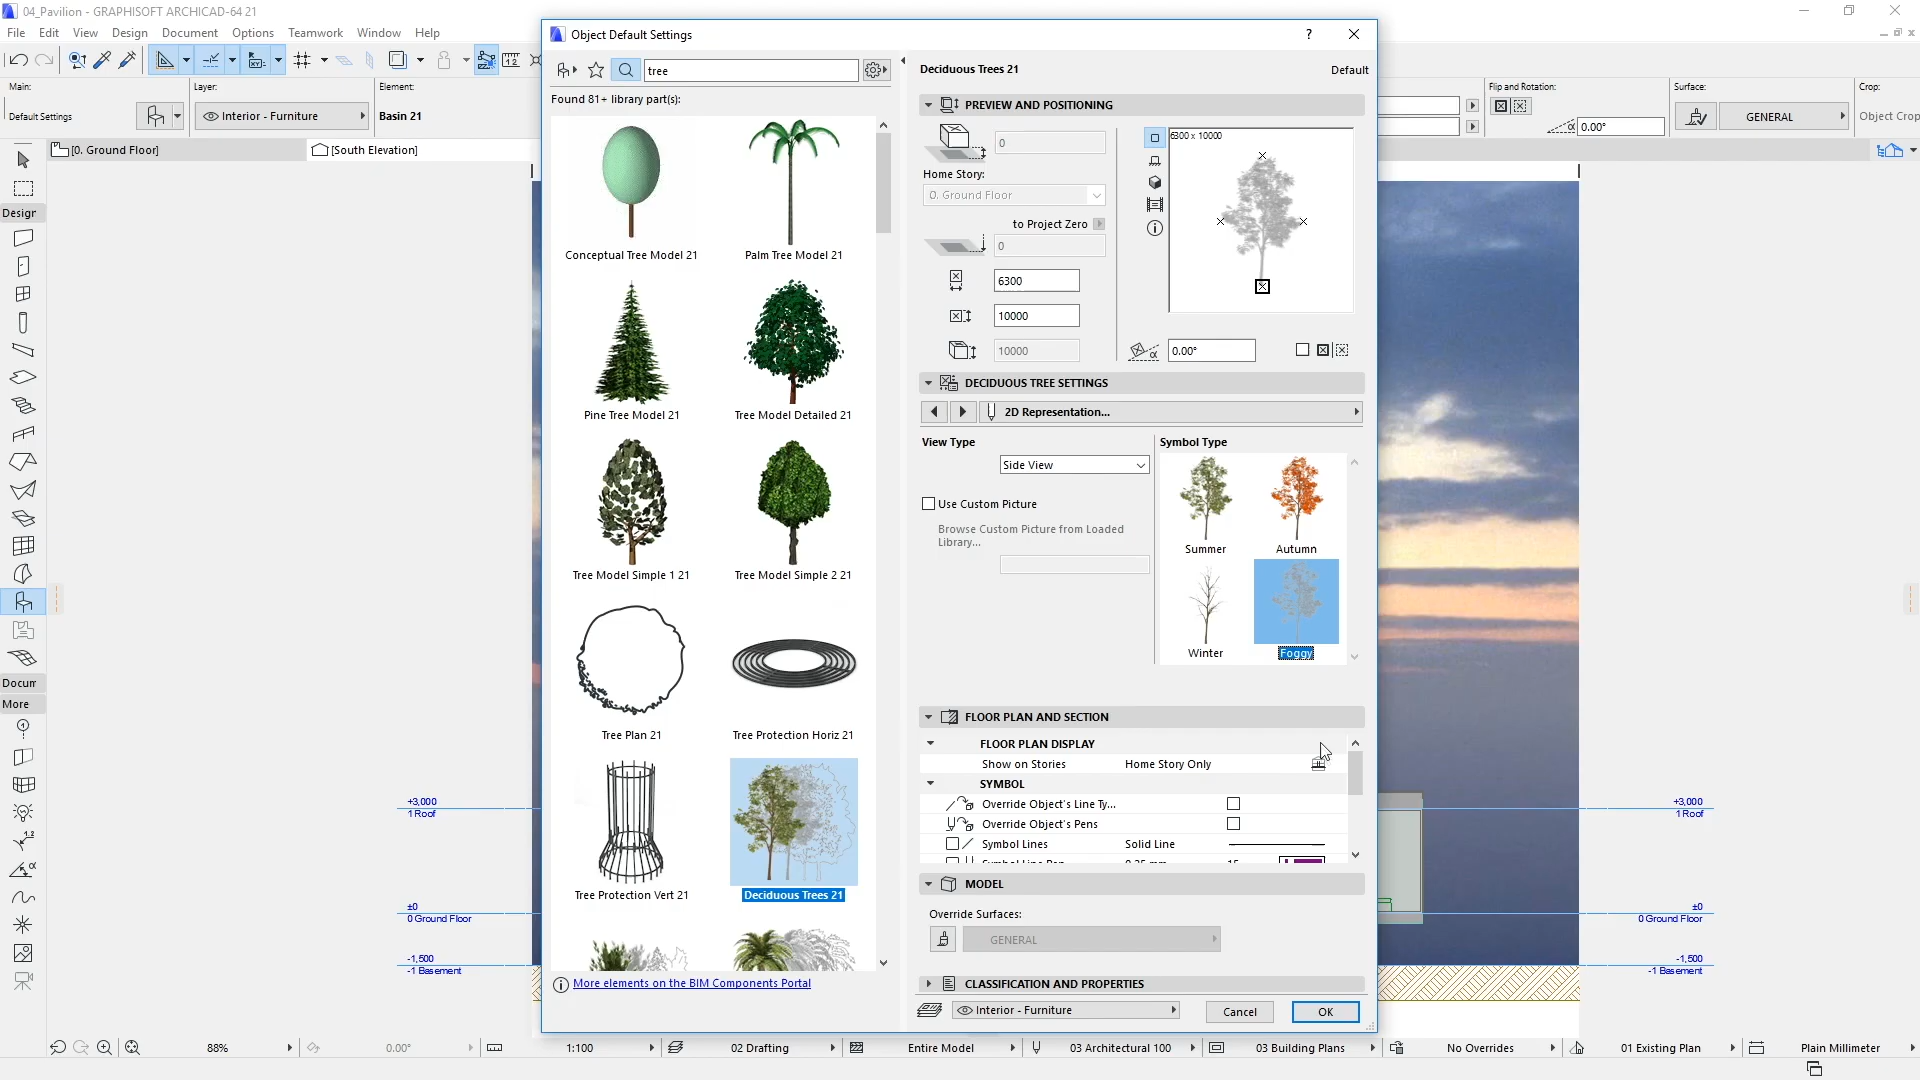 04_Pavilion - GRAPHISOFT ARCHICAD-64 21
File Edit View Design Document Options Teamwork Window Help
Main:
Default Settings
Layer:
Interior - Furniture
Element:
Basin 21
Flip and Rotation:
0.00°
Surface:
GENERAL
Crop:
Object Crop
[0. Ground Floor]
[South Elevation]
Design
Docum
More
Object Default Settings
?
tree
Found 81+ library part(s):
Conceptual Tree Model 21
Palm Tree Model 21
Pine Tree Model 21
Tree Model Detailed 21
Tree Model Simple 1 21
Tree Model Simple 2 21
Tree Plan 21
Tree Protection Horiz 21
Tree Protection Vert 21
Deciduous Trees 21
More elements on the BIM Components Portal
Deciduous Trees 21
Default
PREVIEW AND POSITIONING
0
Home Story:
0. Ground Floor
to Project Zero
0
6300
10000
10000
6300 x 10000
0.00°
DECIDUOUS TREE SETTINGS
2D Representation...
View Type
Side View
Use Custom Picture
Browse Custom Picture from Loaded
Library...
Symbol Type
Summer
Autumn
Winter
Foggy
FLOOR PLAN AND SECTION
FLOOR PLAN DISPLAY
Show on Stories Home Story Only
SYMBOL
Override Object's Line Ty...
Override Object's Pens
Symbol Lines Solid Line
MODEL
Override Surfaces:
GENERAL
CLASSIFICATION AND PROPERTIES
Interior - Furniture
Cancel
OK
+3,000
1 Roof
±0
0 Ground Floor
-1,500
-1 Basement
+3,000
1 Roof
±0
0 Ground Floor
-1,500
-1 Basement
88%
0.00°
1:100
02 Drafting
Entire Model
03 Architectural 100
03 Building Plans
No Overrides
01 Existing Plan
Plain Millimeter